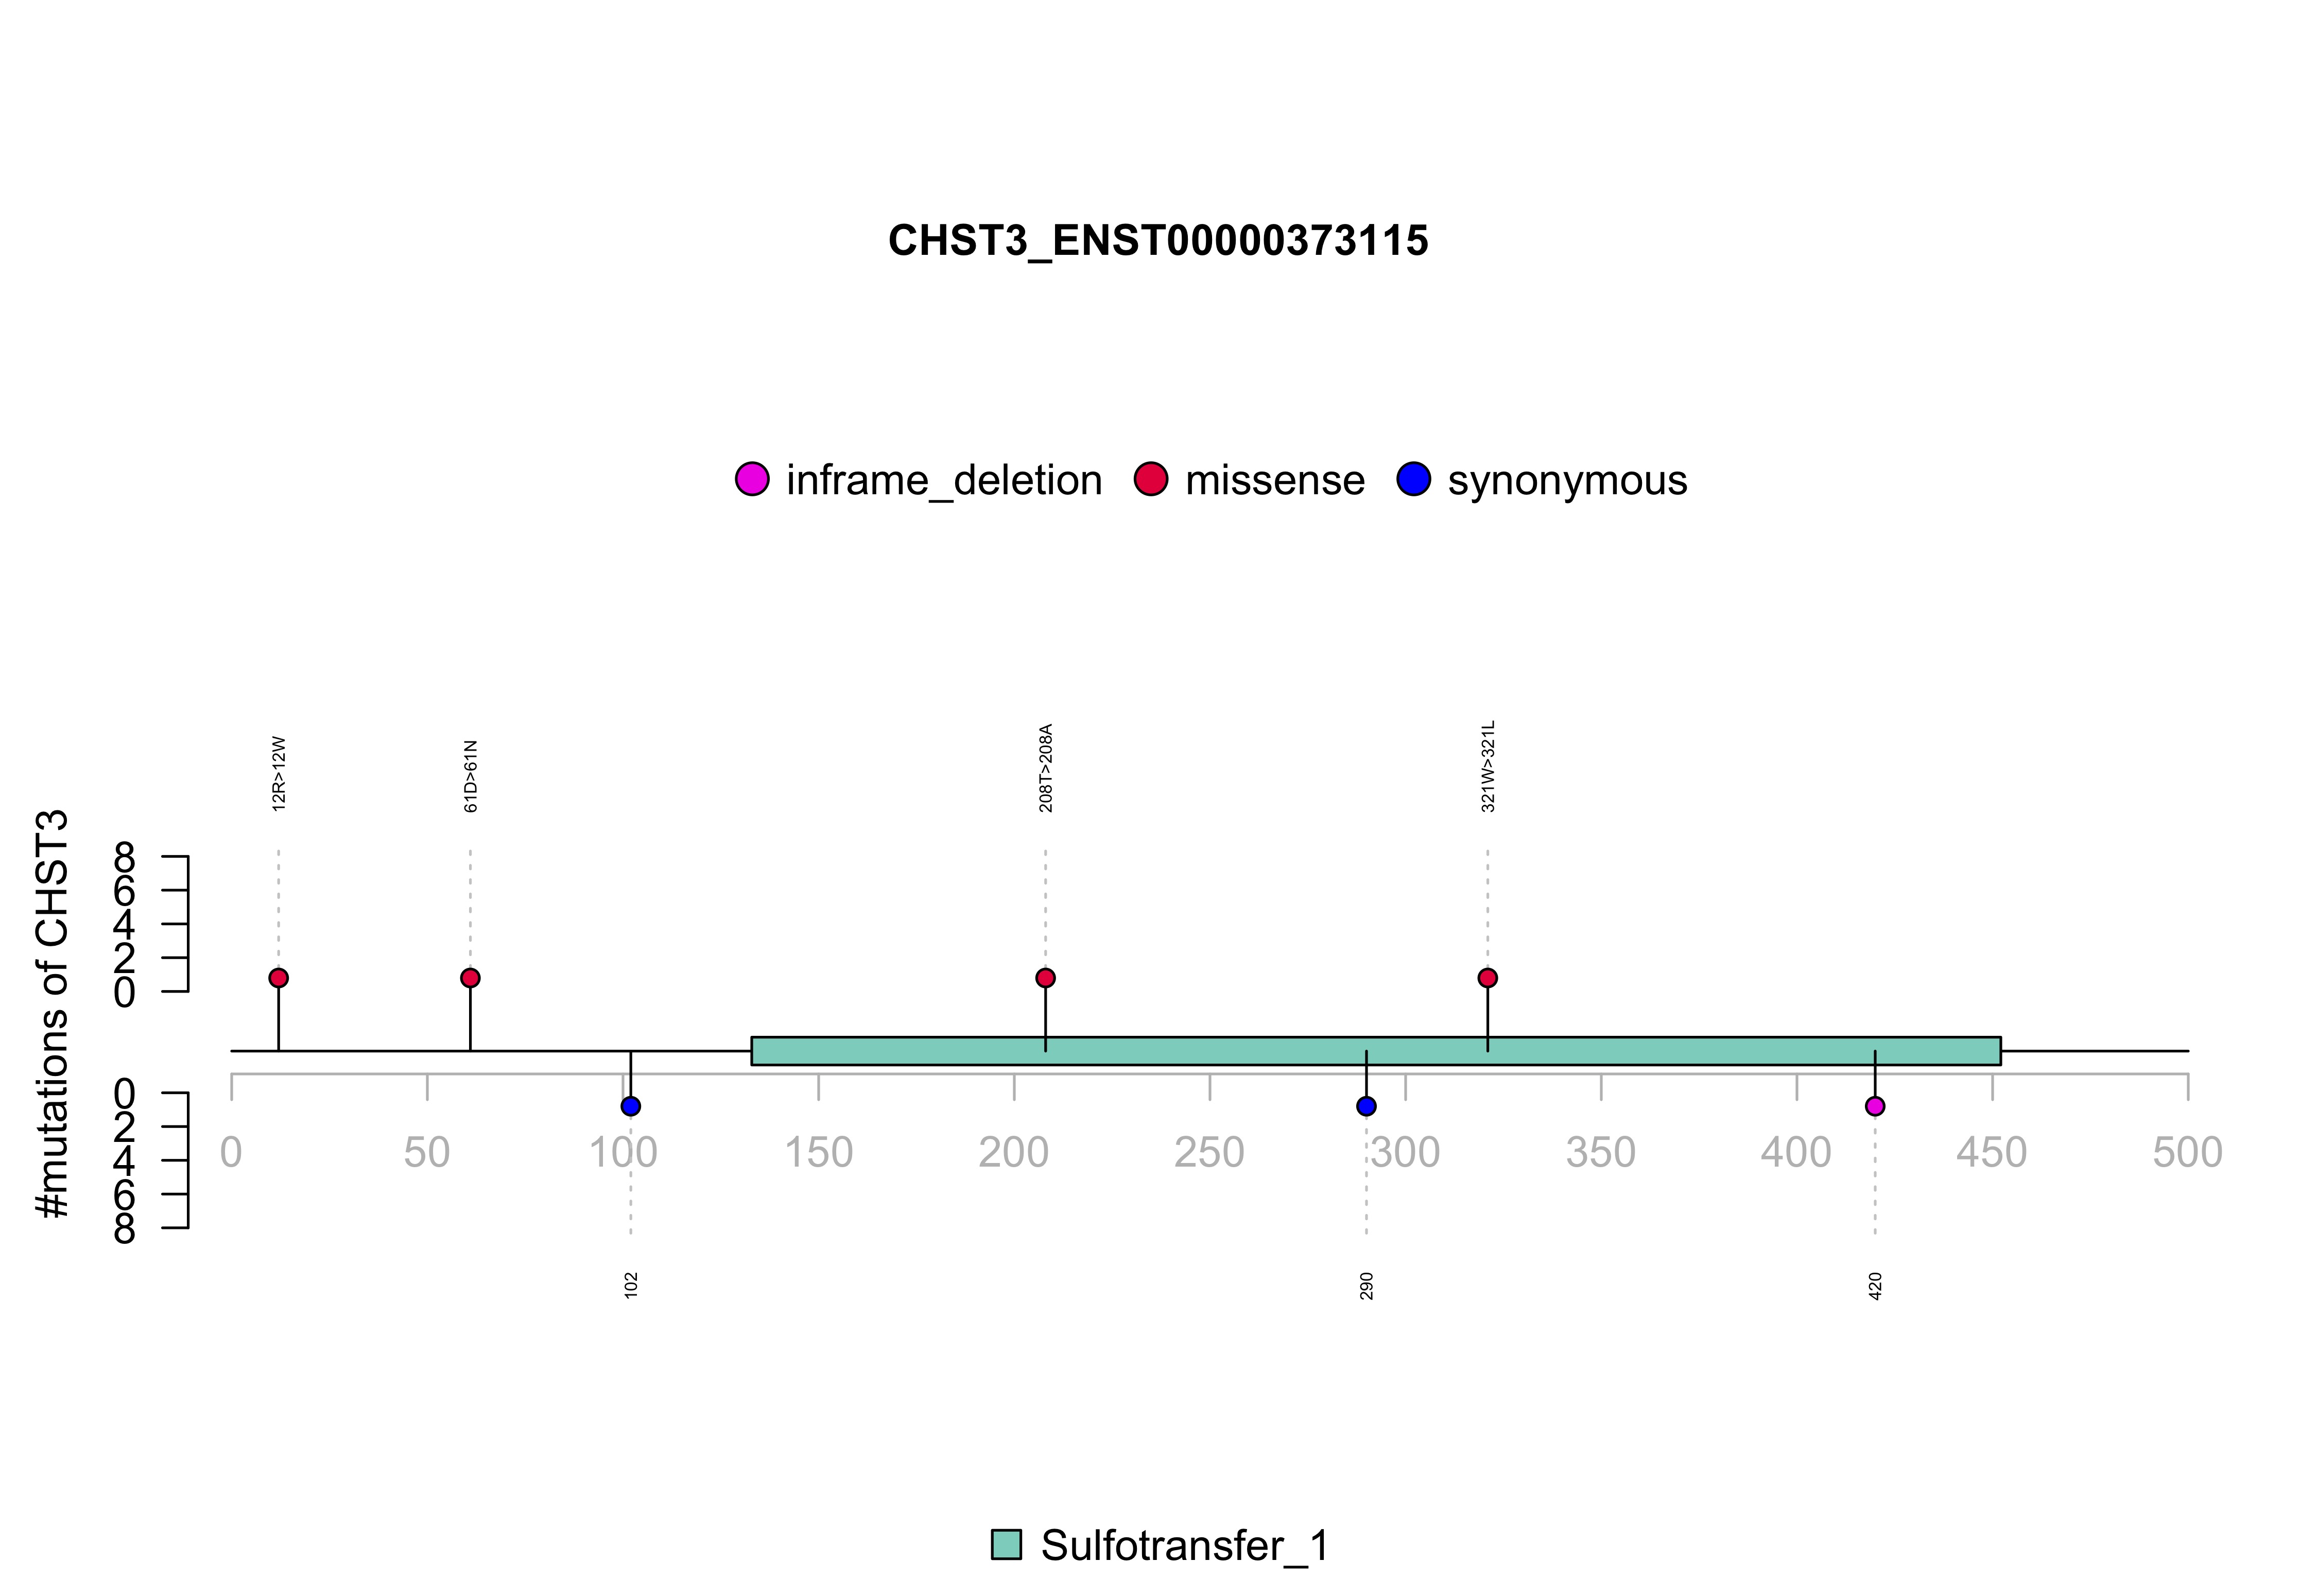 CHST3_ENST00000373115
inframe_deletion missense synonymous
12R>12W 61D>61N 208T>208A 321W>321L
#mutations of CHST3
8
6
4
2
0
0
2
4
6
8
0 50 100 150 200 250 300 350 400 450 500
102 290 420
Sulfotransfer_1